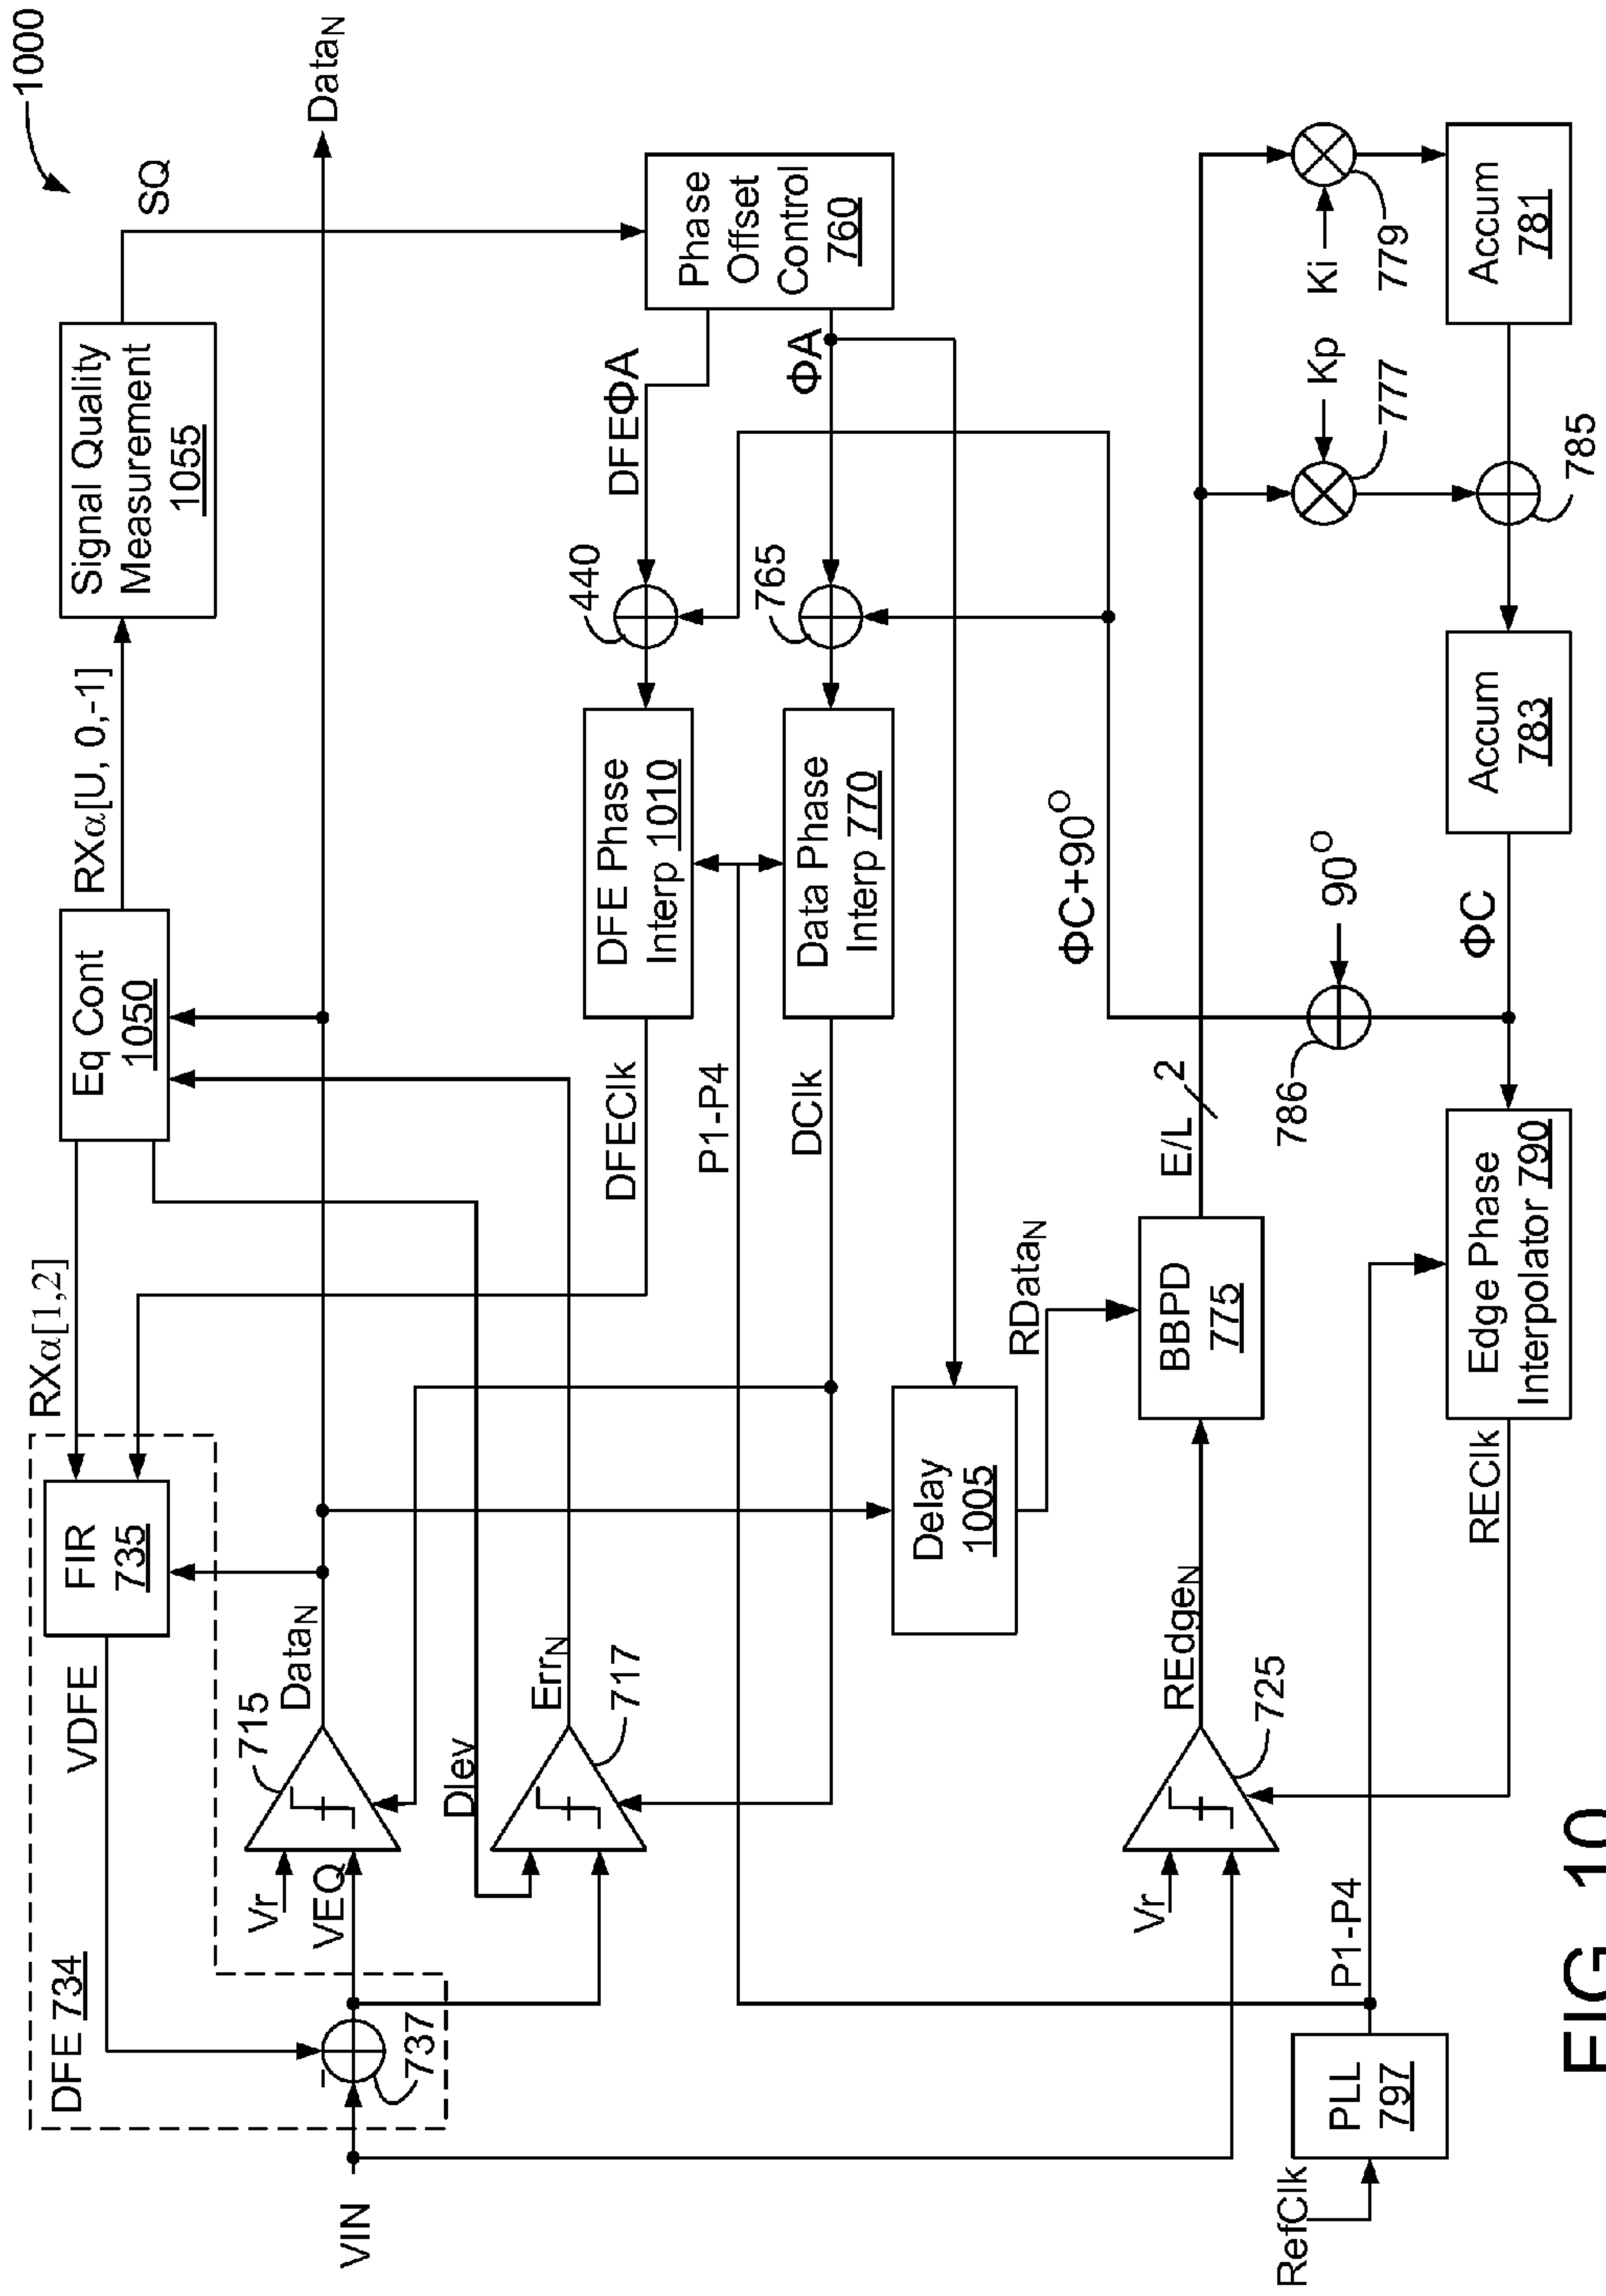 1000
DFE 734
VDFE
FIR
735
RXα[1,2]
Eq Cont
1050
RXα[U, 0,-1]
Signal Quality
Measurement
1055
SQ
VIN
–
737
VEQ
Vr
715
DataN
DataN
Dlev
ErrN
717
DFEClk
P1-P4
DClk
DFE Phase
Interp 1010
Data Phase
Interp 770
440
765
DFEΦA
ΦA
Phase
Offset
Control
760
Delay
1005
RDataN
ΦC+90°
Vr
725
REdgeN
BBPD
775
E/L
2
786
90°
Kp
777
Ki
779
RefClk
PLL
797
P1-P4
REClk
Edge Phase
Interpolator 790
ΦC
Accum
783
785
Accum
781
FIG. 10